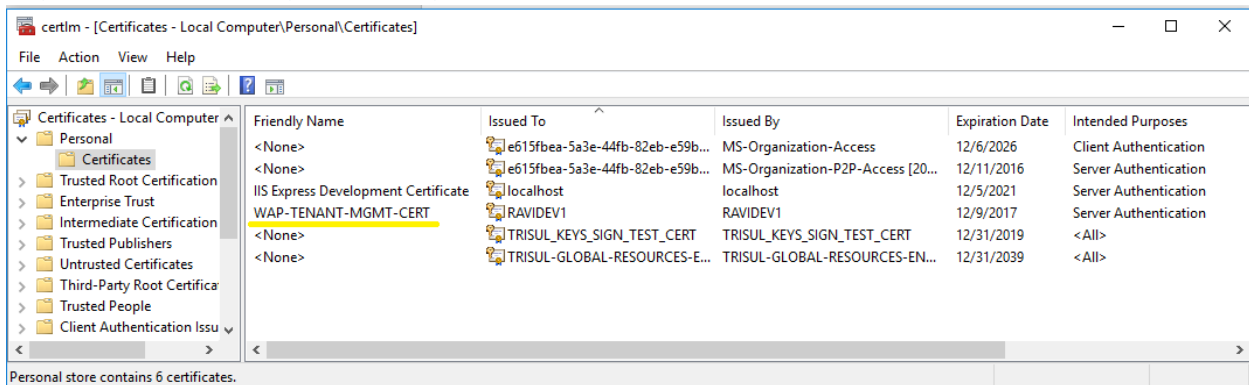 certlm - [Certificates - Local Computer\Personal\Certificates]
File Action View Help
Certificates - Local Computer
Personal
Certificates
Trusted Root Certification
Enterprise Trust
Intermediate Certification
Trusted Publishers
Untrusted Certificates
Third-Party Root Certifica
Trusted People
Client Authentication Issu
Friendly Name Issued To Issued By Expiration Date Intended Purposes
<None> e615fbea-5a3e-44fb-82eb-e59b... MS-Organization-Access 12/6/2026 Client Authentication
<None> e615fbea-5a3e-44fb-82eb-e59b... MS-Organization-P2P-Access [20... 12/11/2016 Server Authentication
IIS Express Development Certificate localhost localhost 12/5/2021 Server Authentication
WAP-TENANT-MGMT-CERT RAVIDEV1 RAVIDEV1 12/9/2017 Server Authentication
<None> TRISUL_KEYS_SIGN_TEST_CERT TRISUL_KEYS_SIGN_TEST_CERT 12/31/2019 <All>
<None> TRISUL-GLOBAL-RESOURCES-E... TRISUL-GLOBAL-RESOURCES-EN... 12/31/2039 <All>
Personal store contains 6 certificates.